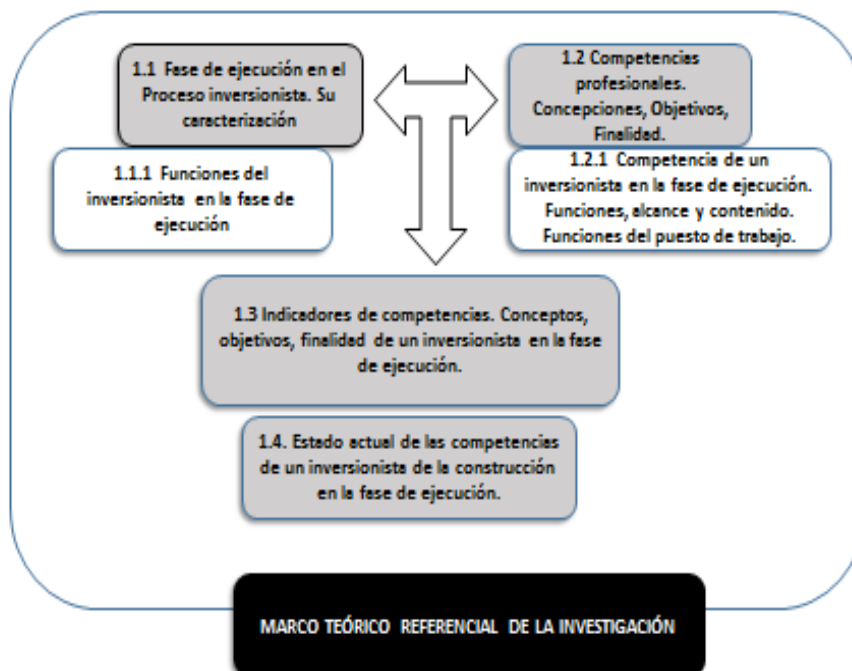 1.1 Fase de ejecución en el
Proceso inversionista. Su
caracterización
1.1.1 Funciones del
inversionista en la fase de
ejecución
1.2 Competencias
profesionales.
Concepciones, Objetivos,
Finalidad.
1.2.1 Competencia de un
inversionista en la fase de ejecución.
Funciones, alcance y contenido.
Funciones del puesto de trabajo.
1.3 Indicadores de competencias. Conceptos,
objetivos, finalidad de un inversionista en la fase
de ejecución.
1.4. Estado actual de las competencias
de un inversionista de la construcción
en la fase de ejecución.
MARCO TEÓRICO REFERENCIAL DE LA INVESTIGACIÓN